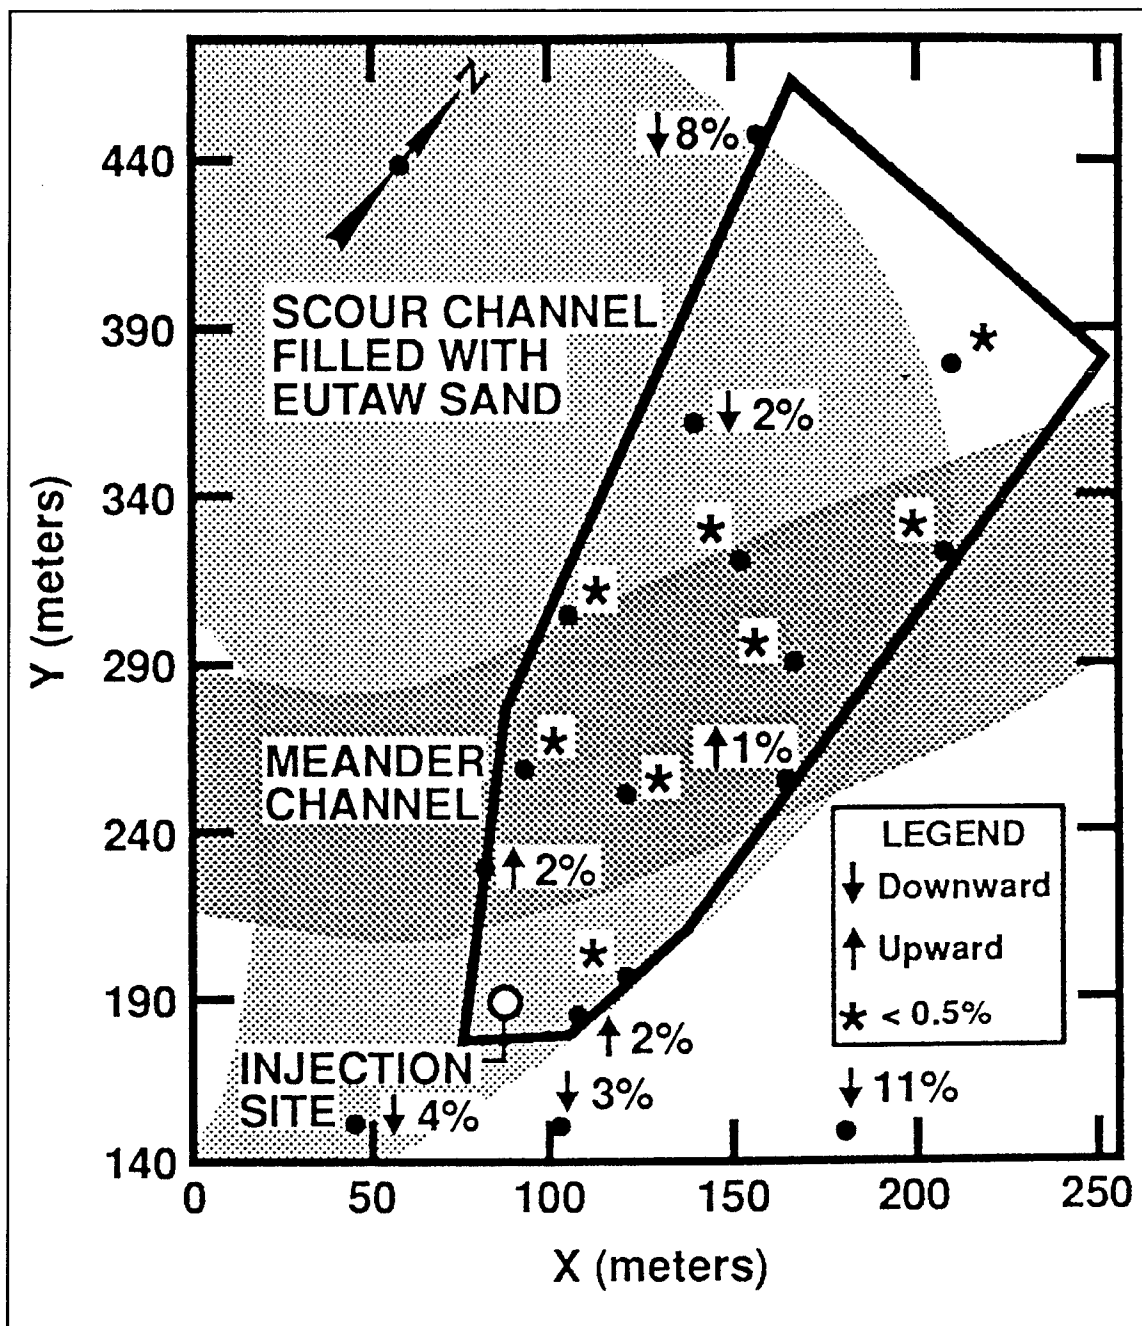 N
↓ 8%
440
SCOUR CHANNEL
FILLED WITH
EUTAW SAND
390
*
↓ 2%
340
* *
*
*
290
Y (meters)
↑ 1%
*
MEANDER
CHANNEL
*
240
↑ 2%
LEGEND
↓ Downward
↑ Upward
* < 0.5%
*
190
↑ 2%
INJECTION
SITE
↓ 4%
↓ 3%
↓ 11%
140
0 50 100 150 200 250
X (meters)